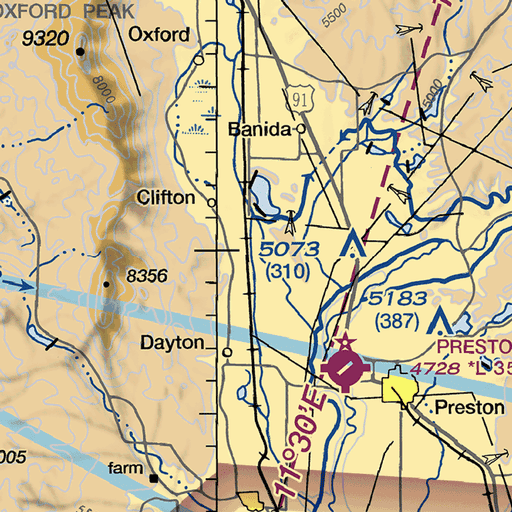 OXFORD PEAK
9320
Oxford
5500
8000
5000
91
Banida
Clifton
5073
(310)
8356
5183
(387)
Dayton
PRESTO
4728 *L 35
Preston
11°30'E
005
farm